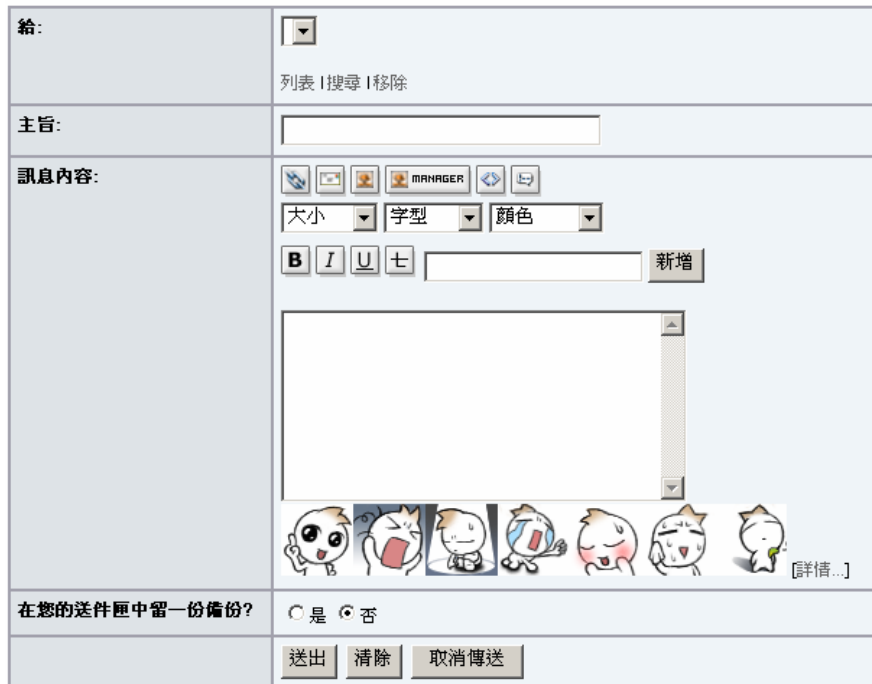 給:
列表 |搜尋 |移除
主旨:
訊息內容:
MANAGER
大小 字型 顏色
B I U 七 新增
[詳情...]
在您的送件匣中留一份備份? 是 否
送出 清除 取消傳送